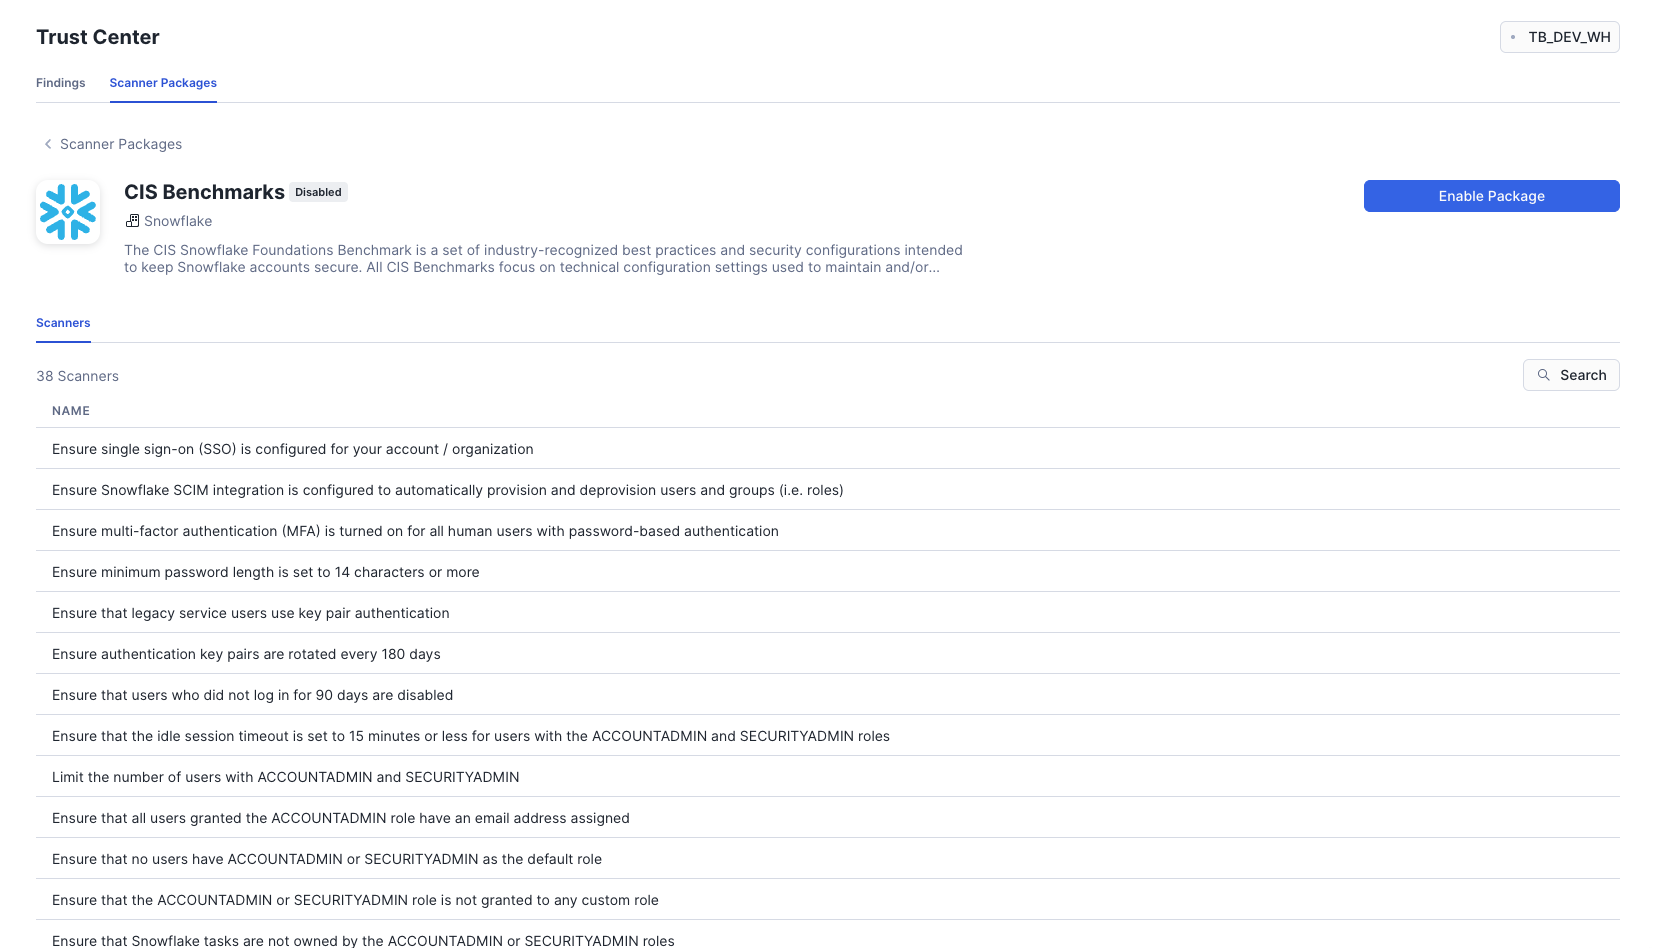 Trust Center
TB_DEV_WH
Findings
Scanner Packages
Scanner Packages
CIS Benchmarks
Disabled
Enable Package
Snowflake
The CIS Snowflake Foundations Benchmark is a set of industry-recognized best practices and security configurations intended
to keep Snowflake accounts secure. All CIS Benchmarks focus on technical configuration settings used to maintain and/or...
Scanners
38 Scanners
Search
NAME
Ensure single sign-on (SSO) is configured for your account / organization
Ensure Snowflake SCIM integration is configured to automatically provision and deprovision users and groups (i.e. roles)
Ensure multi-factor authentication (MFA) is turned on for all human users with password-based authentication
Ensure minimum password length is set to 14 characters or more
Ensure that legacy service users use key pair authentication
Ensure authentication key pairs are rotated every 180 days
Ensure that users who did not log in for 90 days are disabled
Ensure that the idle session timeout is set to 15 minutes or less for users with the ACCOUNTADMIN and SECURITYADMIN roles
Limit the number of users with ACCOUNTADMIN and SECURITYADMIN
Ensure that all users granted the ACCOUNTADMIN role have an email address assigned
Ensure that no users have ACCOUNTADMIN or SECURITYADMIN as the default role
Ensure that the ACCOUNTADMIN or SECURITYADMIN role is not granted to any custom role
Ensure that Snowflake tasks are not owned by the ACCOUNTADMIN or SECURITYADMIN roles